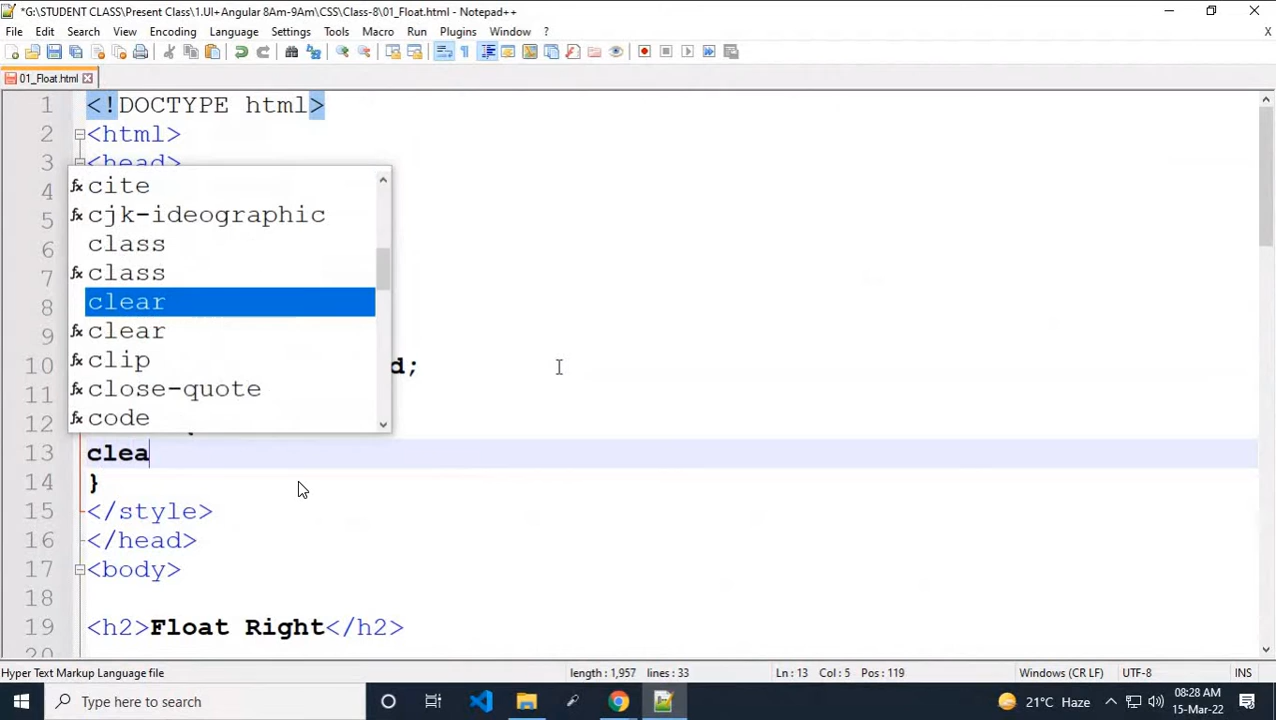 *G:\STUDENT CLASS\Present Class\1.UI+Angular 8Am-9Am\CSS\Class-8\01_Float.html - Notepad++
File Edit Search View Encoding Language Settings Tools Macro Run Plugins Window ? X
01_Float.html
1 <!DOCTYPE html>
2 <html>
3 <head>
4 cite
5 cjk-ideographic
6 class
7 class
8 clear
9 clear
10 clip d;
11 close-quote
12 code
13 clea
14 }
15 </style>
16 </head>
17 <body>
18
19 <h2>Float Right</h2>
20
Hyper Text Markup Language file length : 1,957 lines : 33 Ln : 13 Col : 5 Pos : 119 Windows (CR LF) UTF-8 INS
Type here to search 21°C Haze 08:28 AM
15-Mar-22